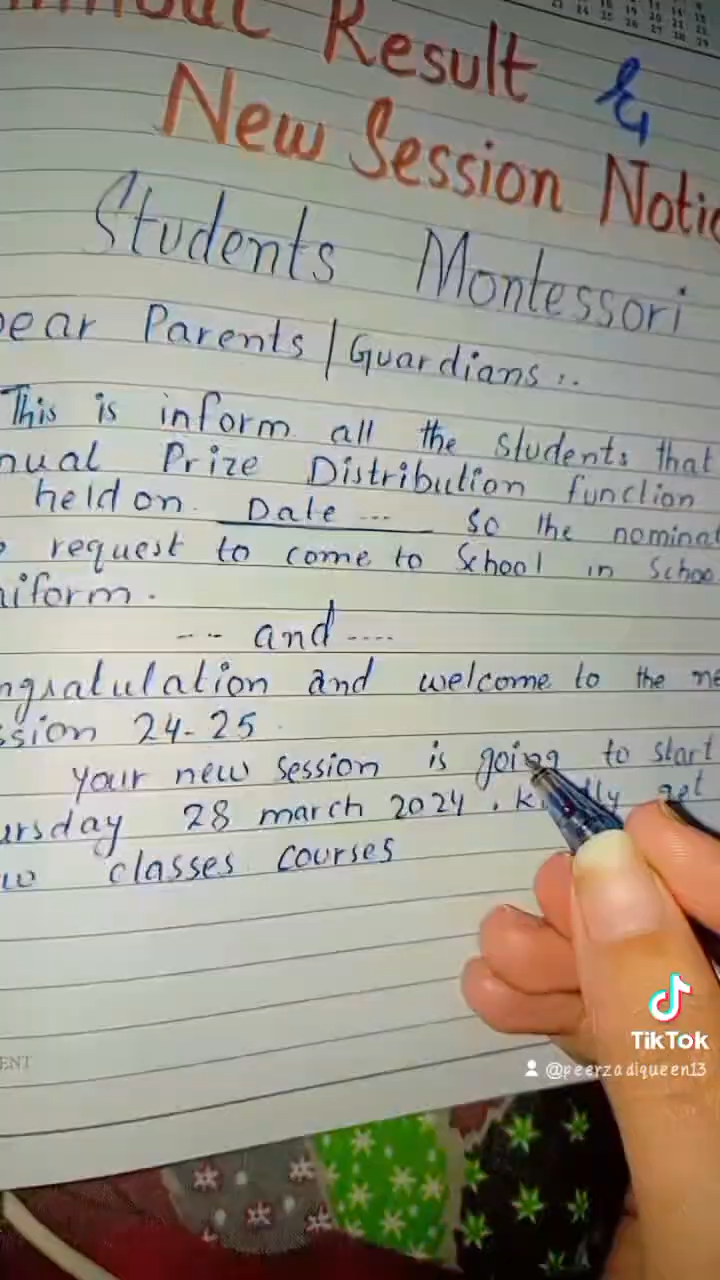 Result &
New Session Notic
Students Montessori
ear Parents / Guardians :.
This is inform all the students that
nual Prize Distribution function
held on Date ... so the nominat
request to come to School in Schoo
niform.
... and ....
ngratulation and welcome to the ne
ssion 24-25
your new session is going to start
ursday 28 march 2024 . kindly get
classes courses
ENT
TikTok
@peerzadiqueen13